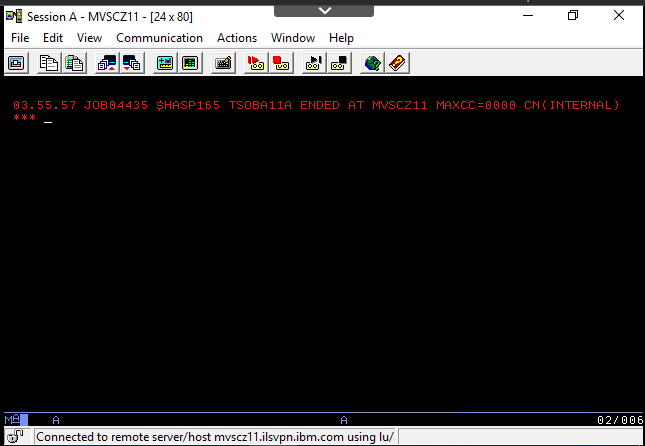 Session A - MVSCZ11 - [24 x 80]
File Edit View Communication Actions Window Help
03.55.57 JOB04435 $HASP165 TSOBA11A ENDED AT MVSCZ11 MAXCC=0000 CN(INTERNAL)
*** _
MA A A 02/006
Connected to remote server/host mvscz11.ilsvpn.ibm.com using lu/